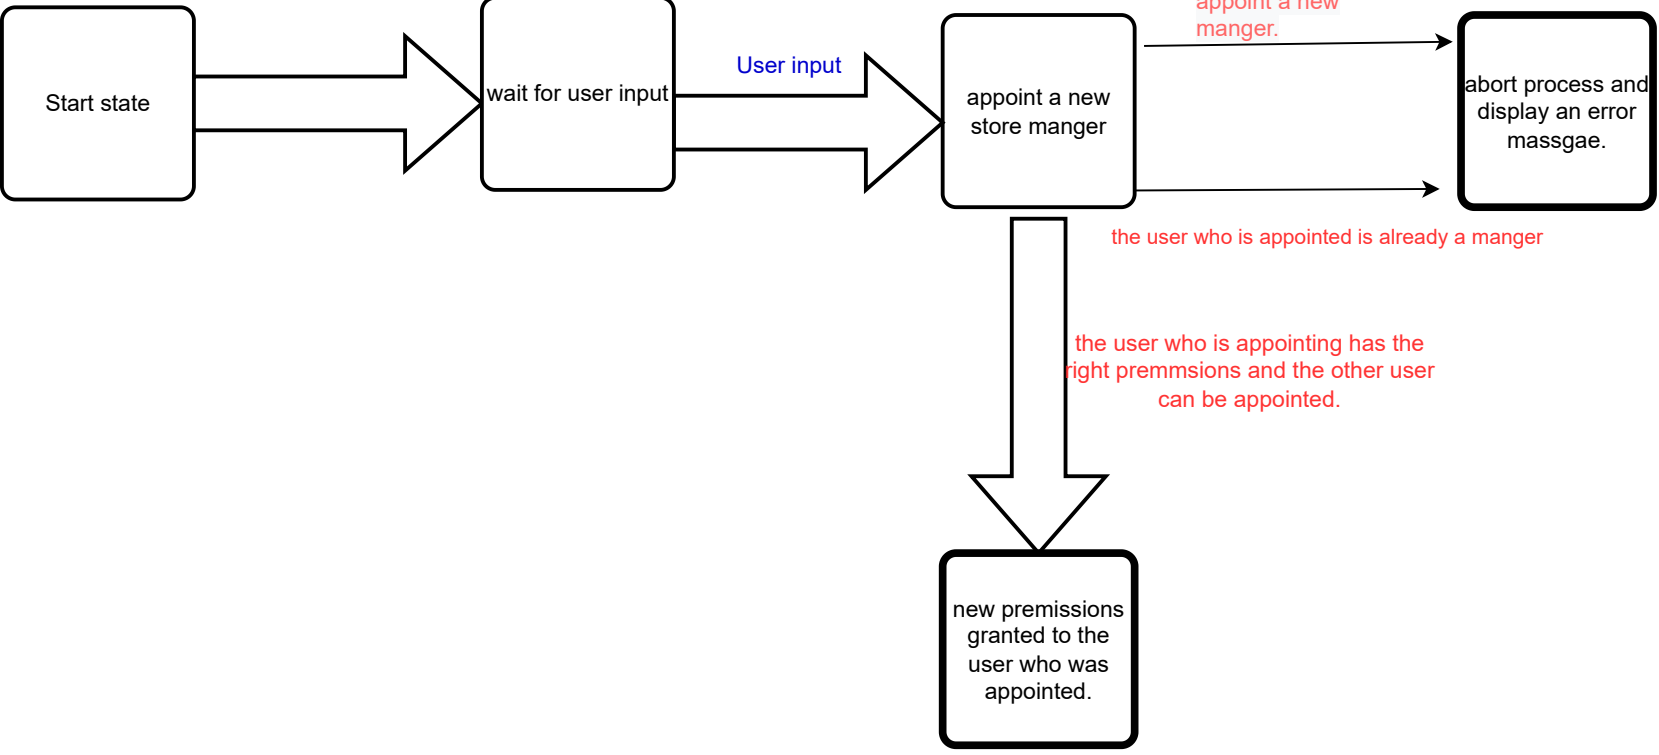 appoint a new
manger.
Start state
wait for user input
User input
appoint a new
store manger
abort process and
display an error
massgae.
the user who is appointed is already a manger
the user who is appointing has the
right premmsions and the other user
can be appointed.
new premissions
granted to the
user who was
appointed.